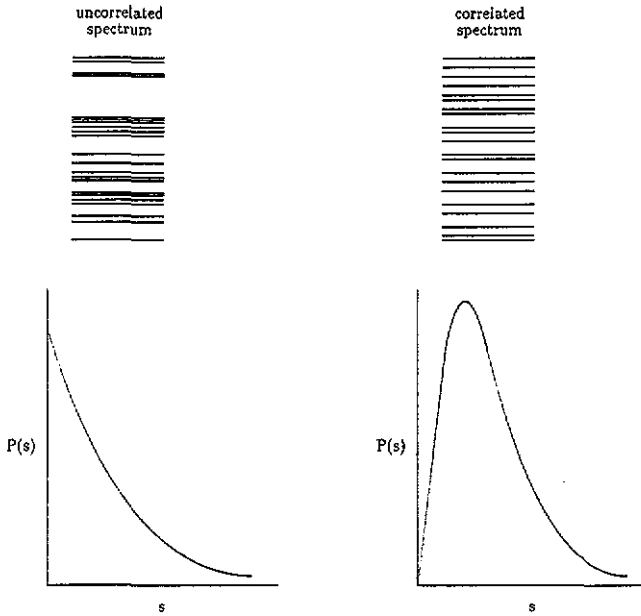 uncorrelated
spectrum
correlated
spectrum
P(s)
s
P(s)
s